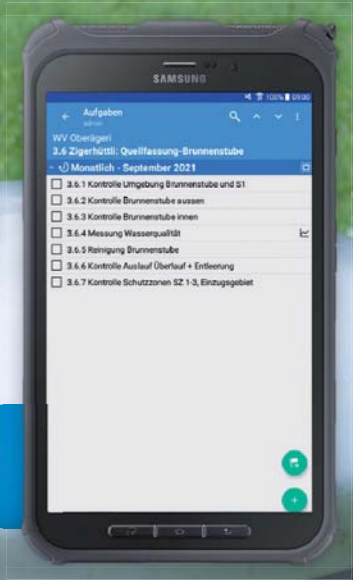 SAMSUNG
100% 09:00
Aufgaben
admin
WV Oberägeri
3.6 Zigerhüttli: Quellfassung-Brunnenstube
Monatlich - September 2021
3.6.1 Kontrolle Umgebung Brunnenstube und S1
3.6.2 Kontrolle Brunnenstube aussen
3.6.3 Kontrolle Brunnenstube innen
3.6.4 Messung Wasserqualität
3.6.5 Reinigung Brunnenstube
3.6.6 Kontrolle Auslauf Überlauf + Entleerung
3.6.7 Kontrolle Schutzzonen SZ 1-3, Einzugsgebiet